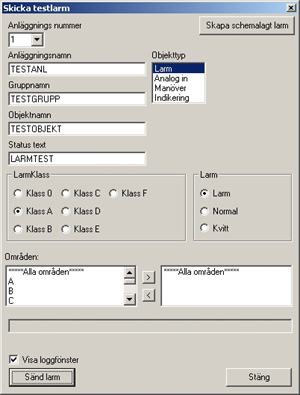 Skicka testlarm
Anläggnings nummer
1
Skapa schemalagt larm
Anläggningsnamn
TESTANL
Objekttyp
Larm
Analog in
Manöver
Indikering
Gruppnamn
TESTGRUPP
Objektnamn
TESTOBJEKT
Status text
LARMTEST
LarmKlass
Klass 0
Klass C
Klass F
Klass A
Klass D
Klass B
Klass E
Larm
Larm
Normal
Kvitt
Områden:
*****Alla områden*****
A
B
C
>
<
*****Alla områden*****
Visa loggfönster
Sänd larm
Stäng